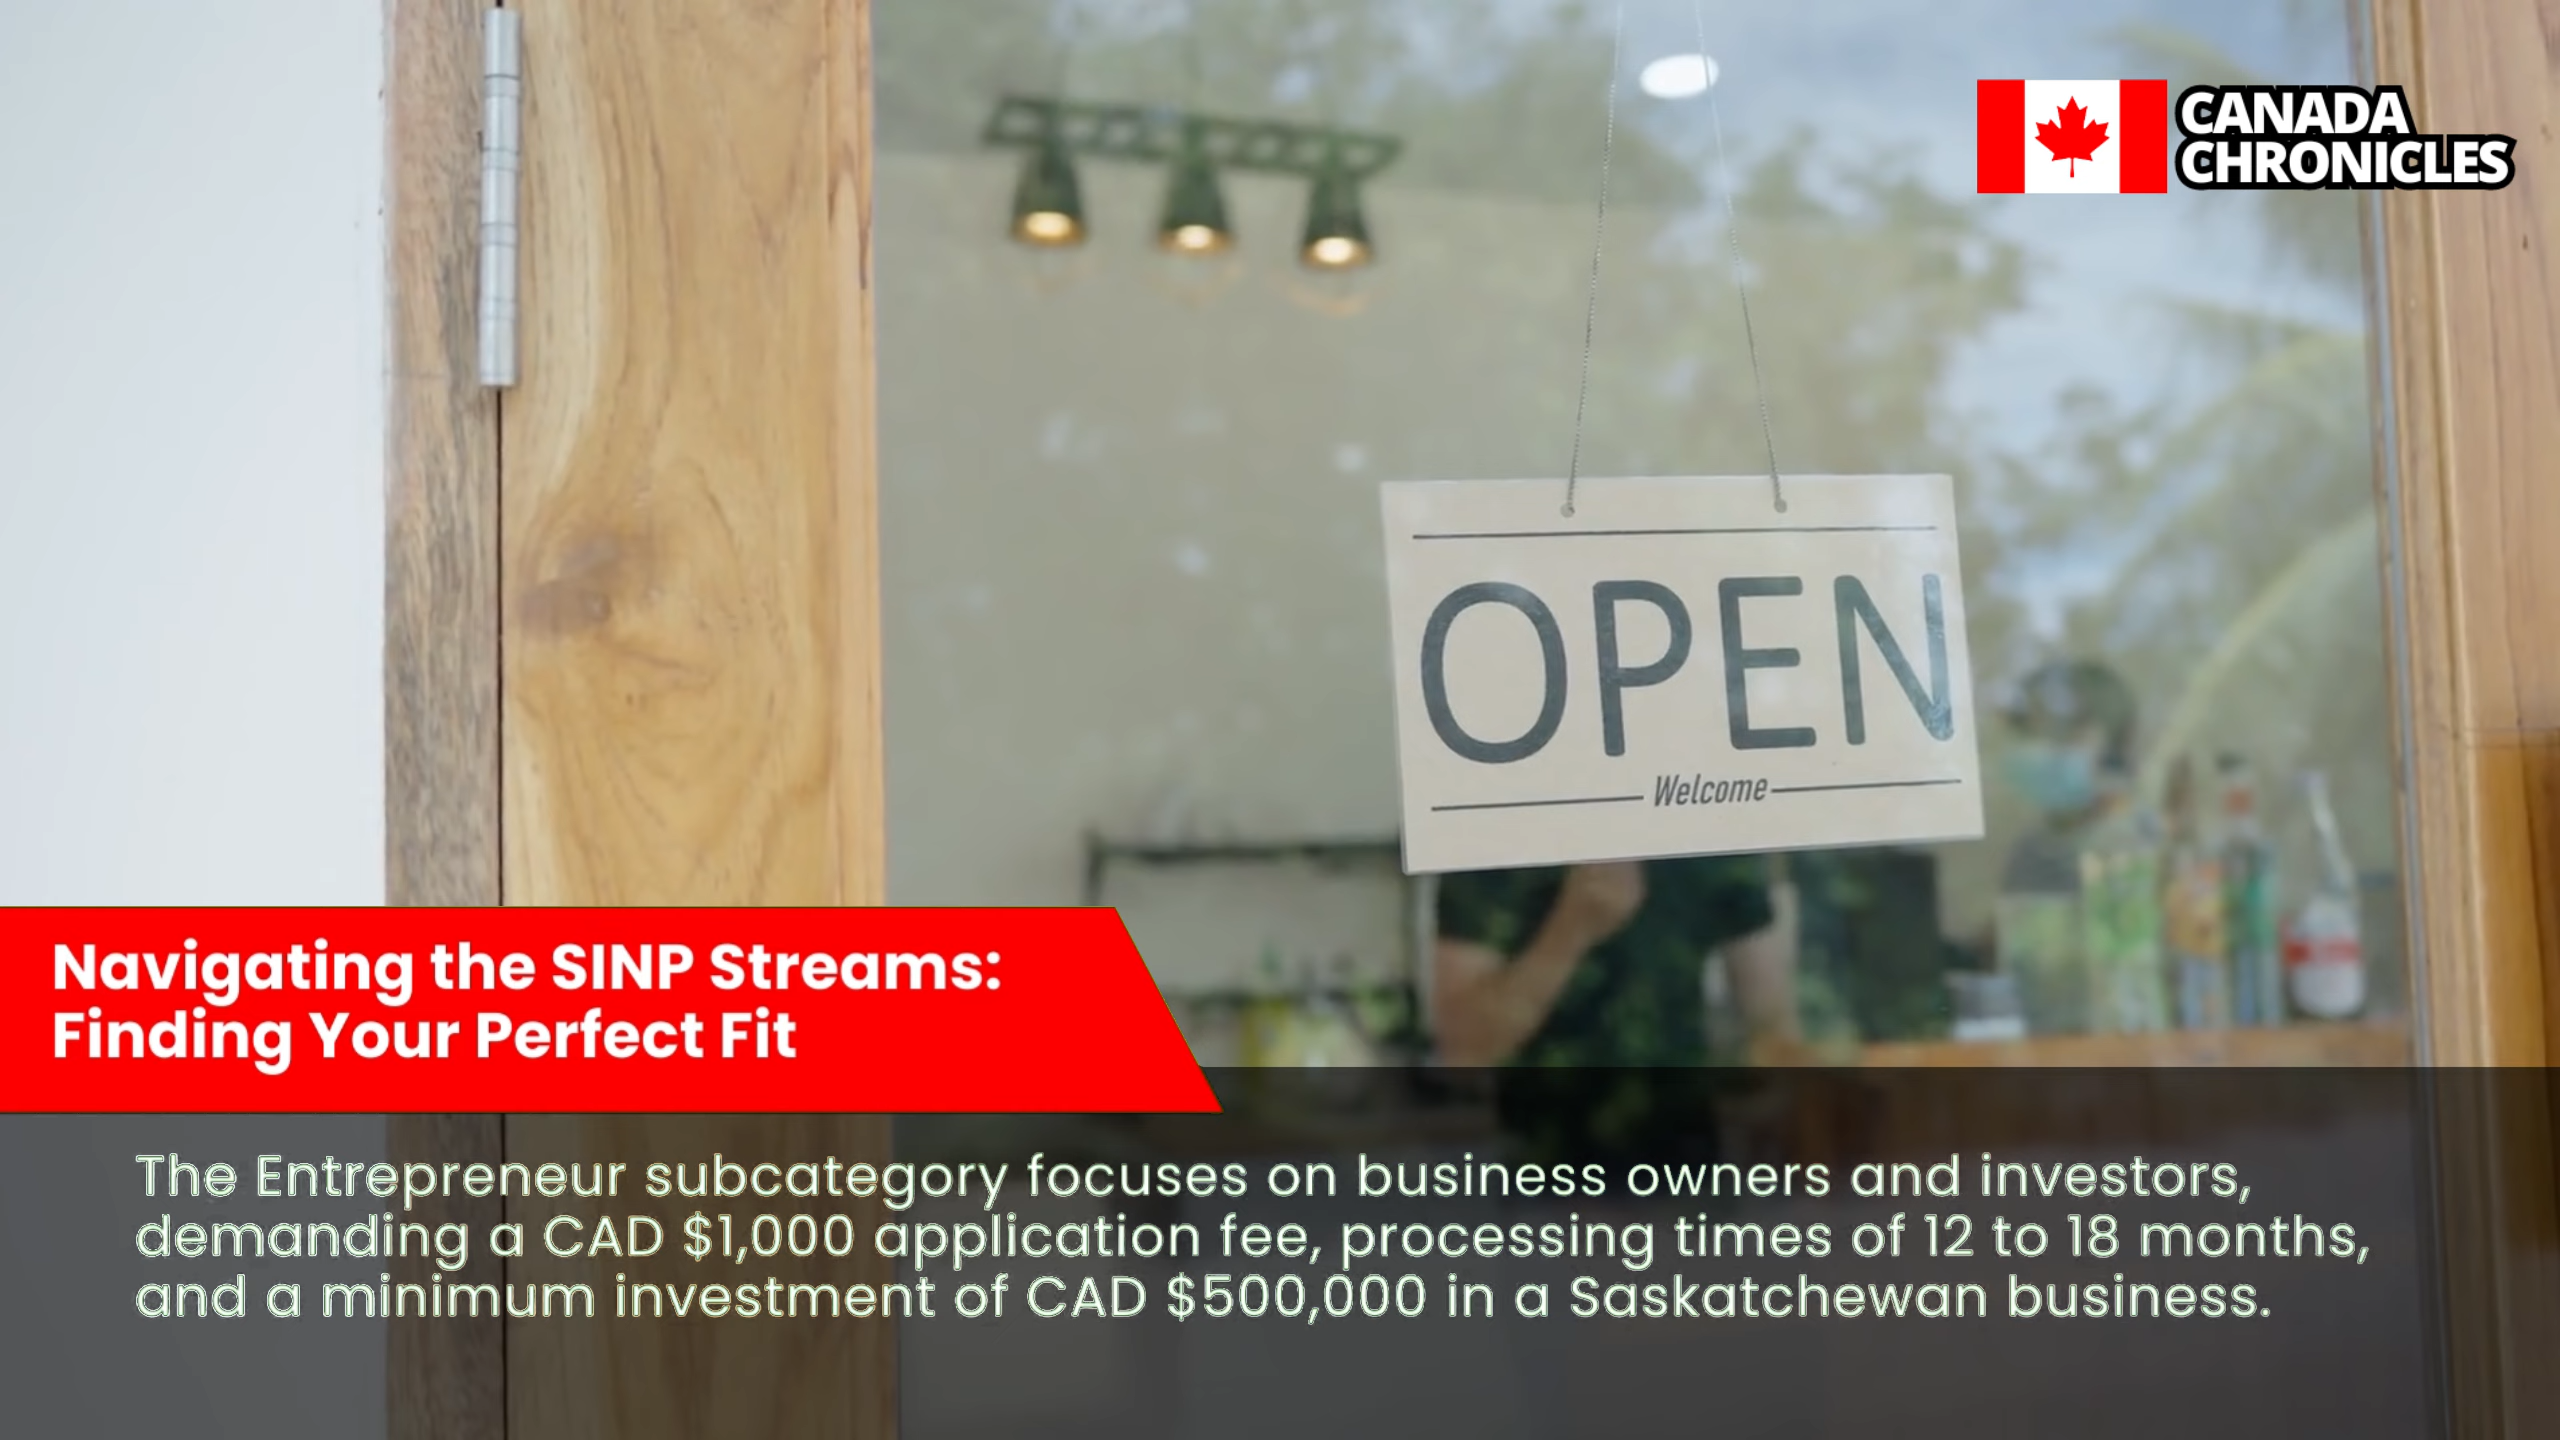 CANADA
CHRONICLES
OPEN
Welcome
Navigating the SINP Streams:
Finding Your Perfect Fit
The Entrepreneur subcategory focuses on business owners and investors,
demanding a CAD $1,000 application fee, processing times of 12 to 18 months,
and a minimum investment of CAD $500,000 in a Saskatchewan business.